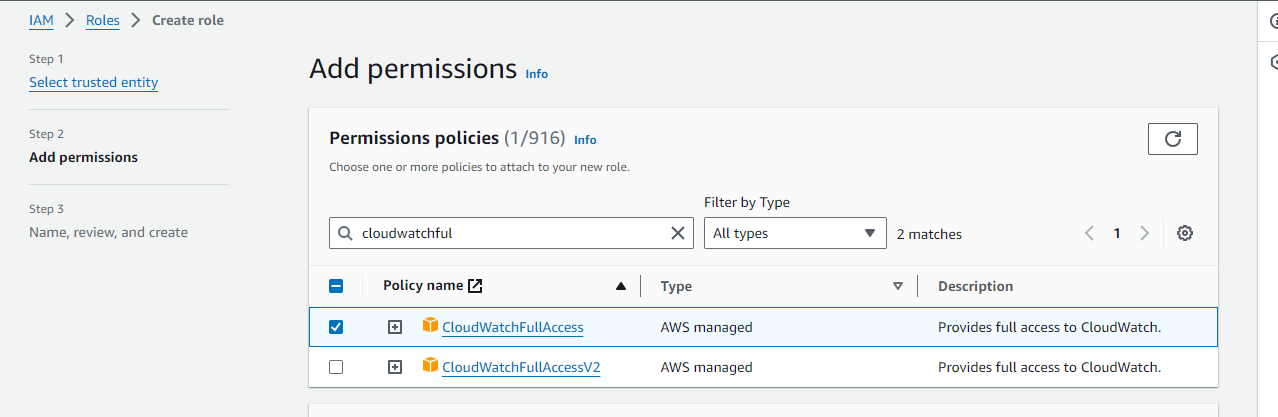 IAM > Roles > Create role
Step 1
Select trusted entity
Step 2
Add permissions
Step 3
Name, review, and create
Add permissions Info
Permissions policies (1/916) Info
Choose one or more policies to attach to your new role.
Filter by Type
cloudwatchful All types 2 matches 1
Policy name Type Description
CloudWatchFullAccess AWS managed Provides full access to CloudWatch.
CloudWatchFullAccessV2 AWS managed Provides full access to CloudWatch.